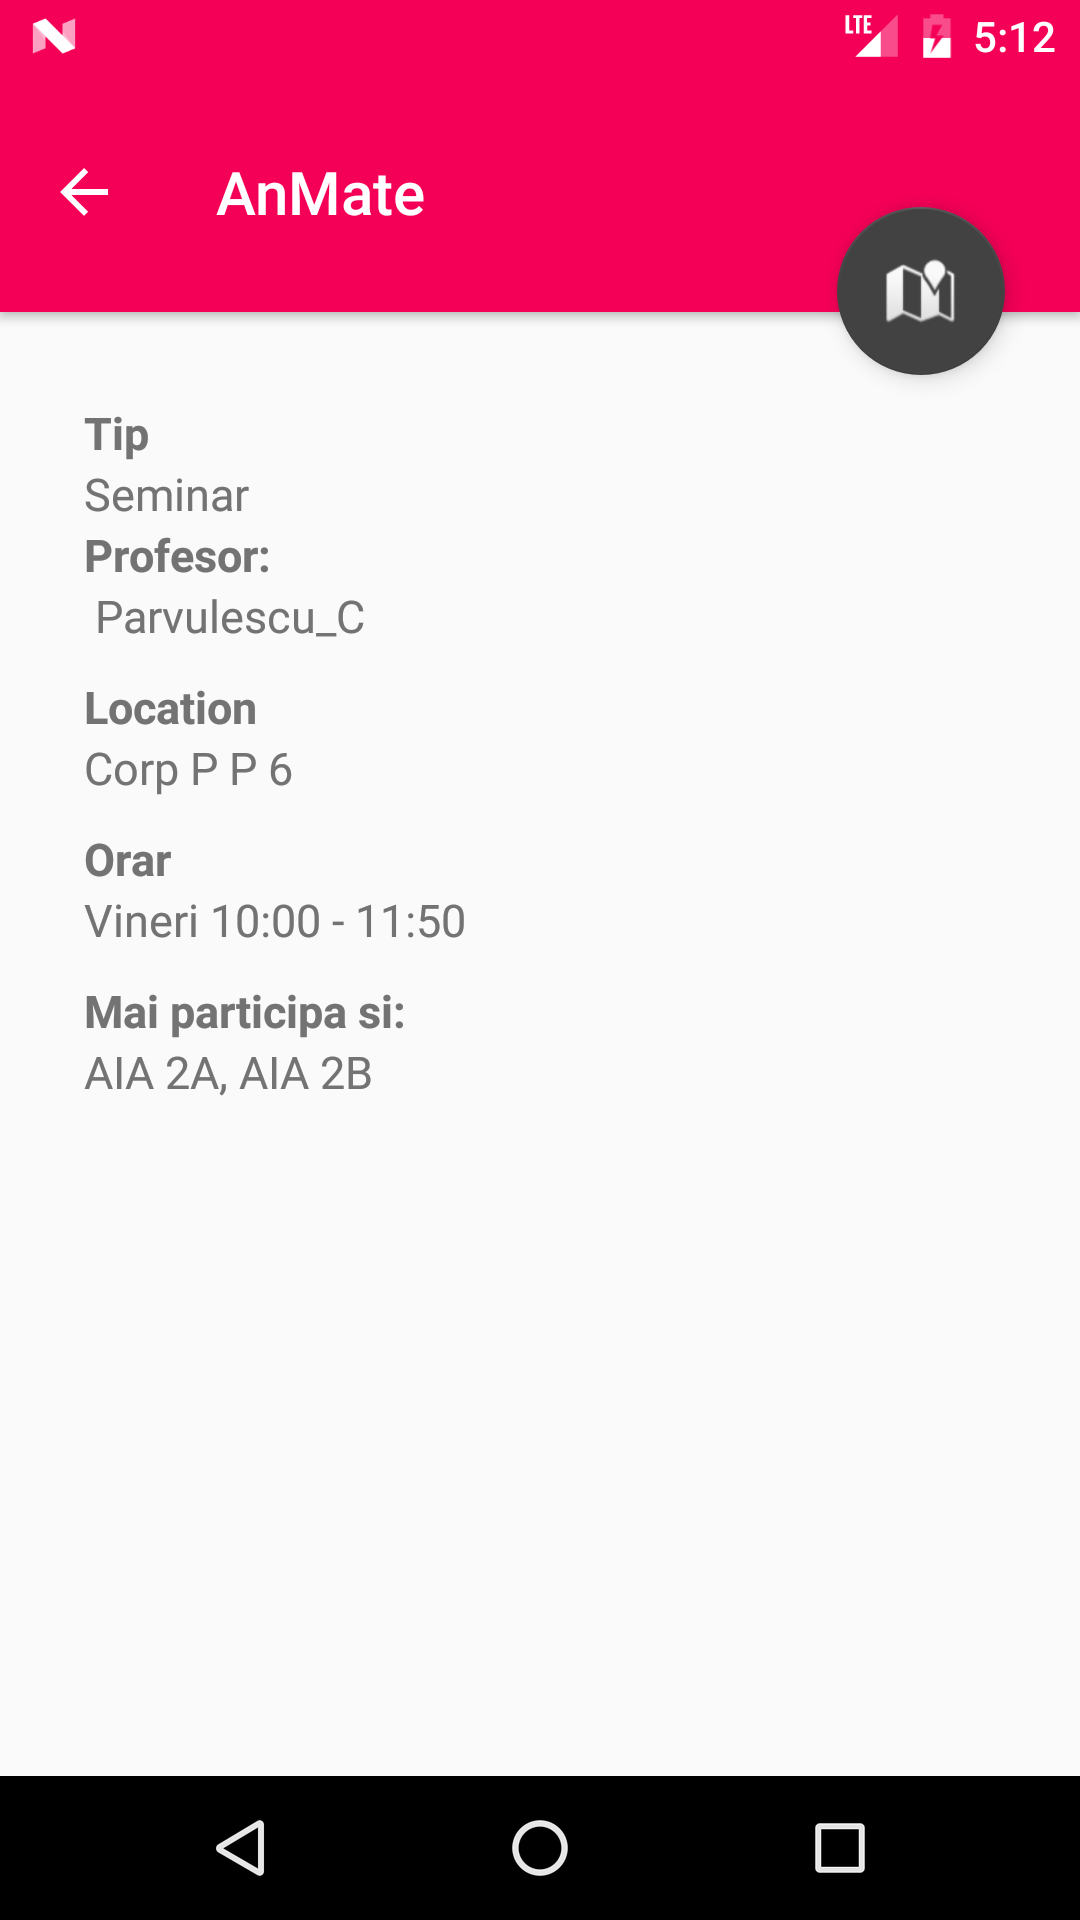 LTE 5:12
AnMate
Tip
Seminar
Profesor:
Parvulescu_C
Location
Corp P P 6
Orar
Vineri 10:00 - 11:50
Mai participa si:
AIA 2A, AIA 2B